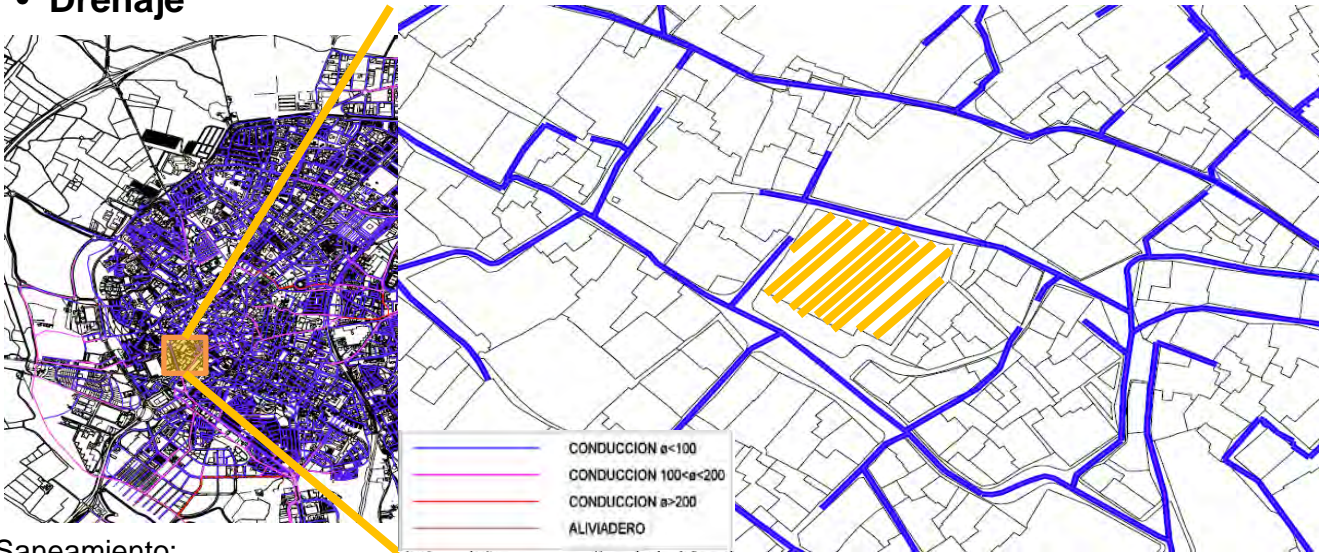 • Drenaje
CONDUCCION ø<100
CONDUCCION 100<ø<200
CONDUCCION ø>200
ALIVIADERO
Saneamiento: